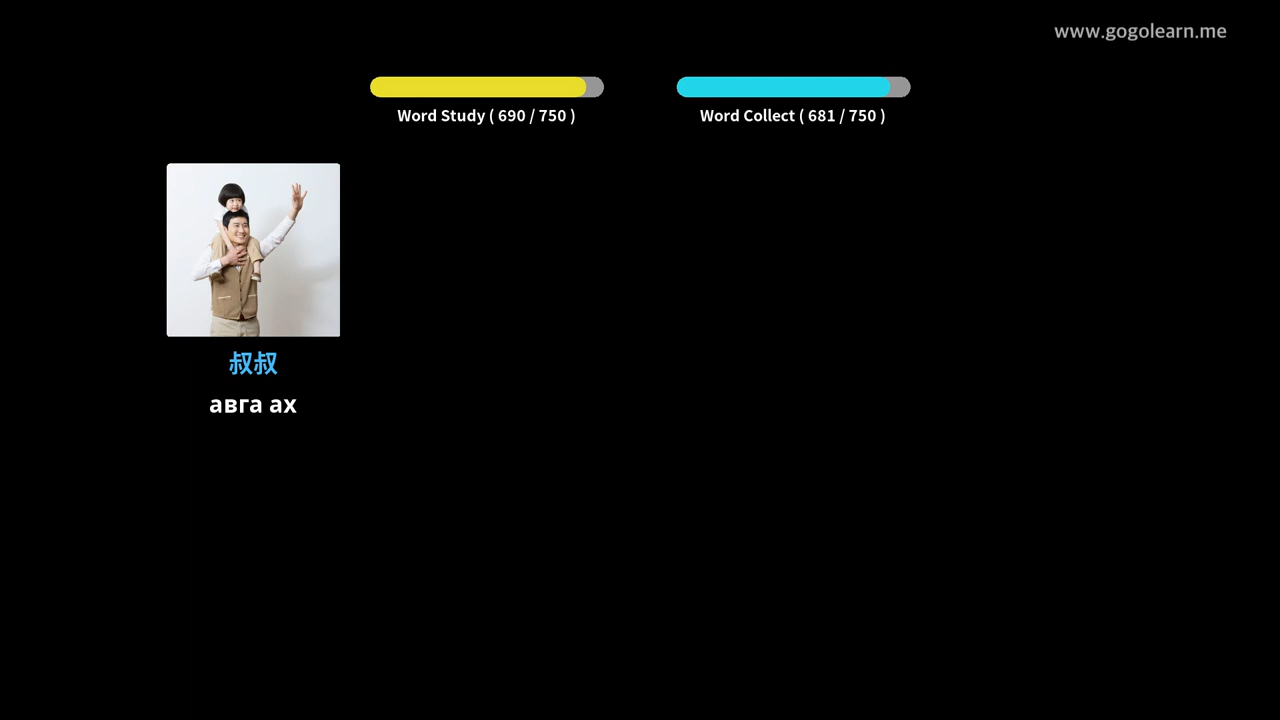 www.gogolearn.me
Word Study ( 690 / 750 )
Word Collect ( 681 / 750 )
叔叔
авга ах